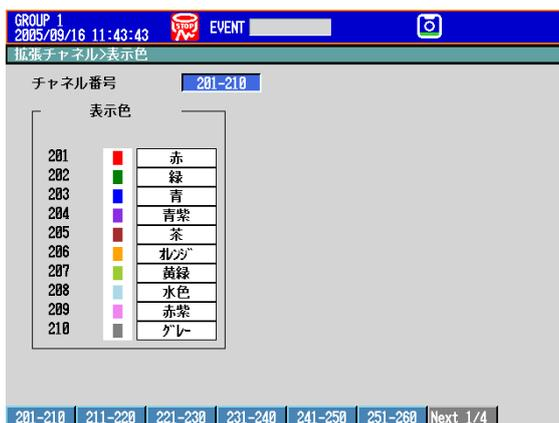 GROUP 1
2005/09/16 11:43:43
STOP
EVENT
拡張チャネル>表示色
チャネル番号 201-210
表示色
201 赤
202 緑
203 青
204 青紫
205 茶
206 ｵﾚﾝｼﾞ
207 黄緑
208 水色
209 赤紫
210 ｸﾞﾚｰ
201-210 211-220 221-230 231-240 241-250 251-260 Next 1/4